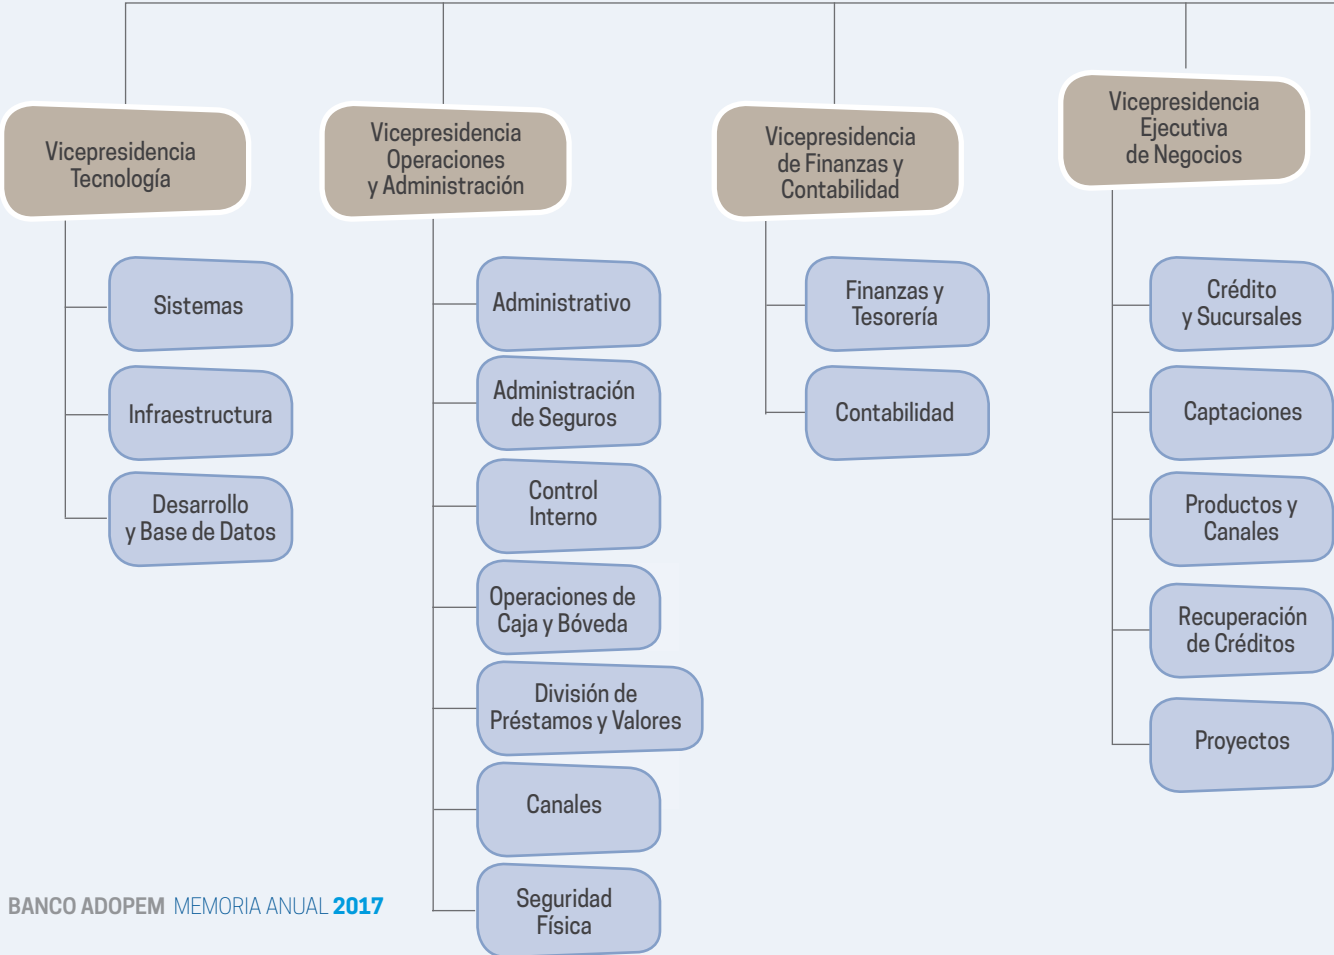 Vicepresidencia
Tecnología
Sistemas
Infraestructura
Desarrollo
y Base de Datos
Vicepresidencia
Operaciones
y Administración
Administrativo
Administración
de Seguros
Control
Interno
Operaciones de
Caja y Bóveda
División de
Préstamos y Valores
Canales
Seguridad
Física
Vicepresidencia
de Finanzas y
Contabilidad
Finanzas y
Tesorería
Contabilidad
Vicepresidencia
Ejecutiva
de Negocios
Crédito
y Sucursales
Captaciones
Productos y
Canales
Recuperación
de Créditos
Proyectos
BANCO ADOPEM MEMORIA ANUAL 2017